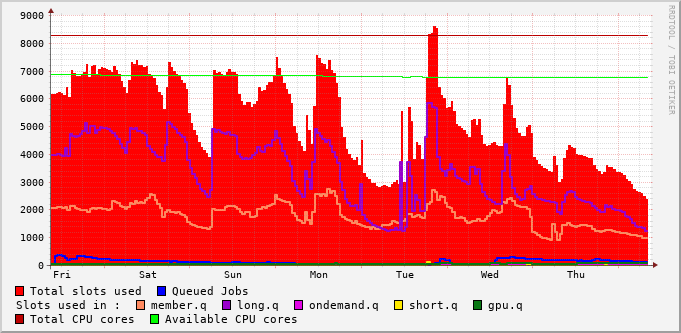 9000
8000
7000
6000
5000
4000
3000
2000
1000
0
Fri Sat Sun Mon Tue Wed Thu
RRDTOOL / TOBI OETIKER
Total slots used Queued Jobs
Slots used in : member.q long.q ondemand.q short.q gpu.q
Total CPU cores Available CPU cores